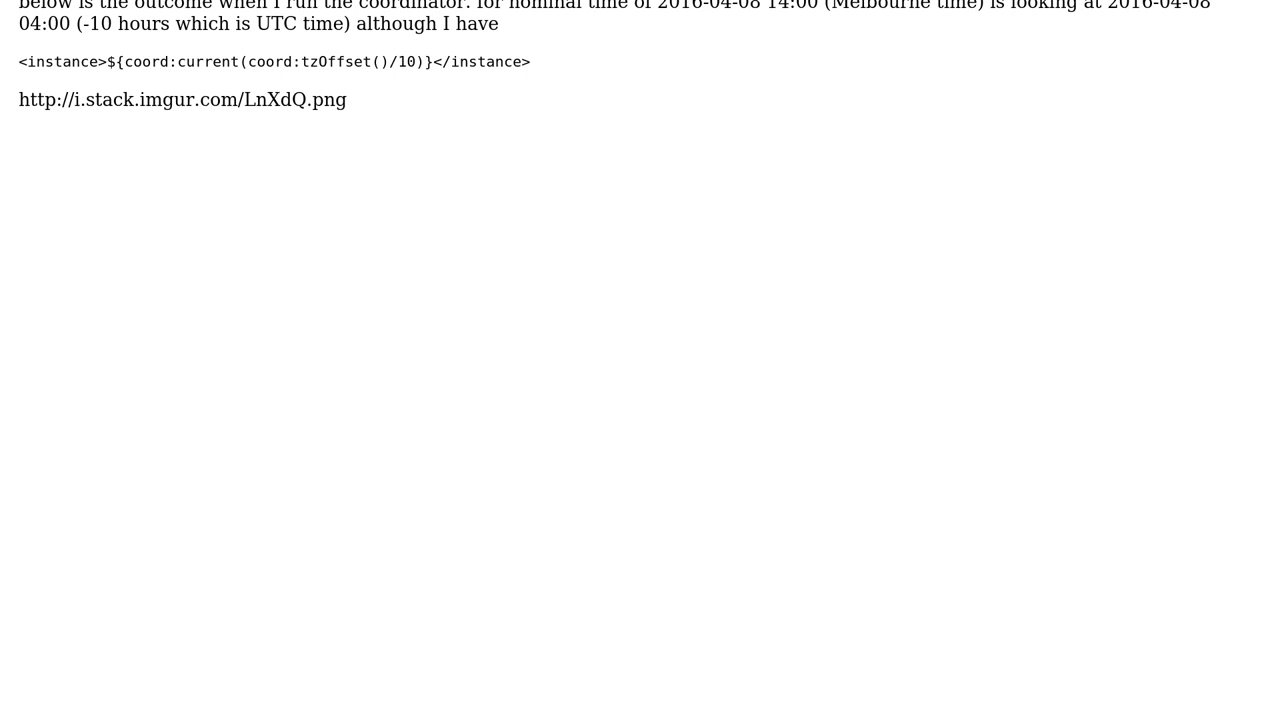 below is the outcome when I run the coordinator. for nominal time of 2016-04-08 14:00 (Melbourne time) is looking at 2016-04-08
04:00 (-10 hours which is UTC time) although I have
<instance>${coord:current(coord:tzOffset()/10)}</instance>
http://i.stack.imgur.com/LnXdQ.png